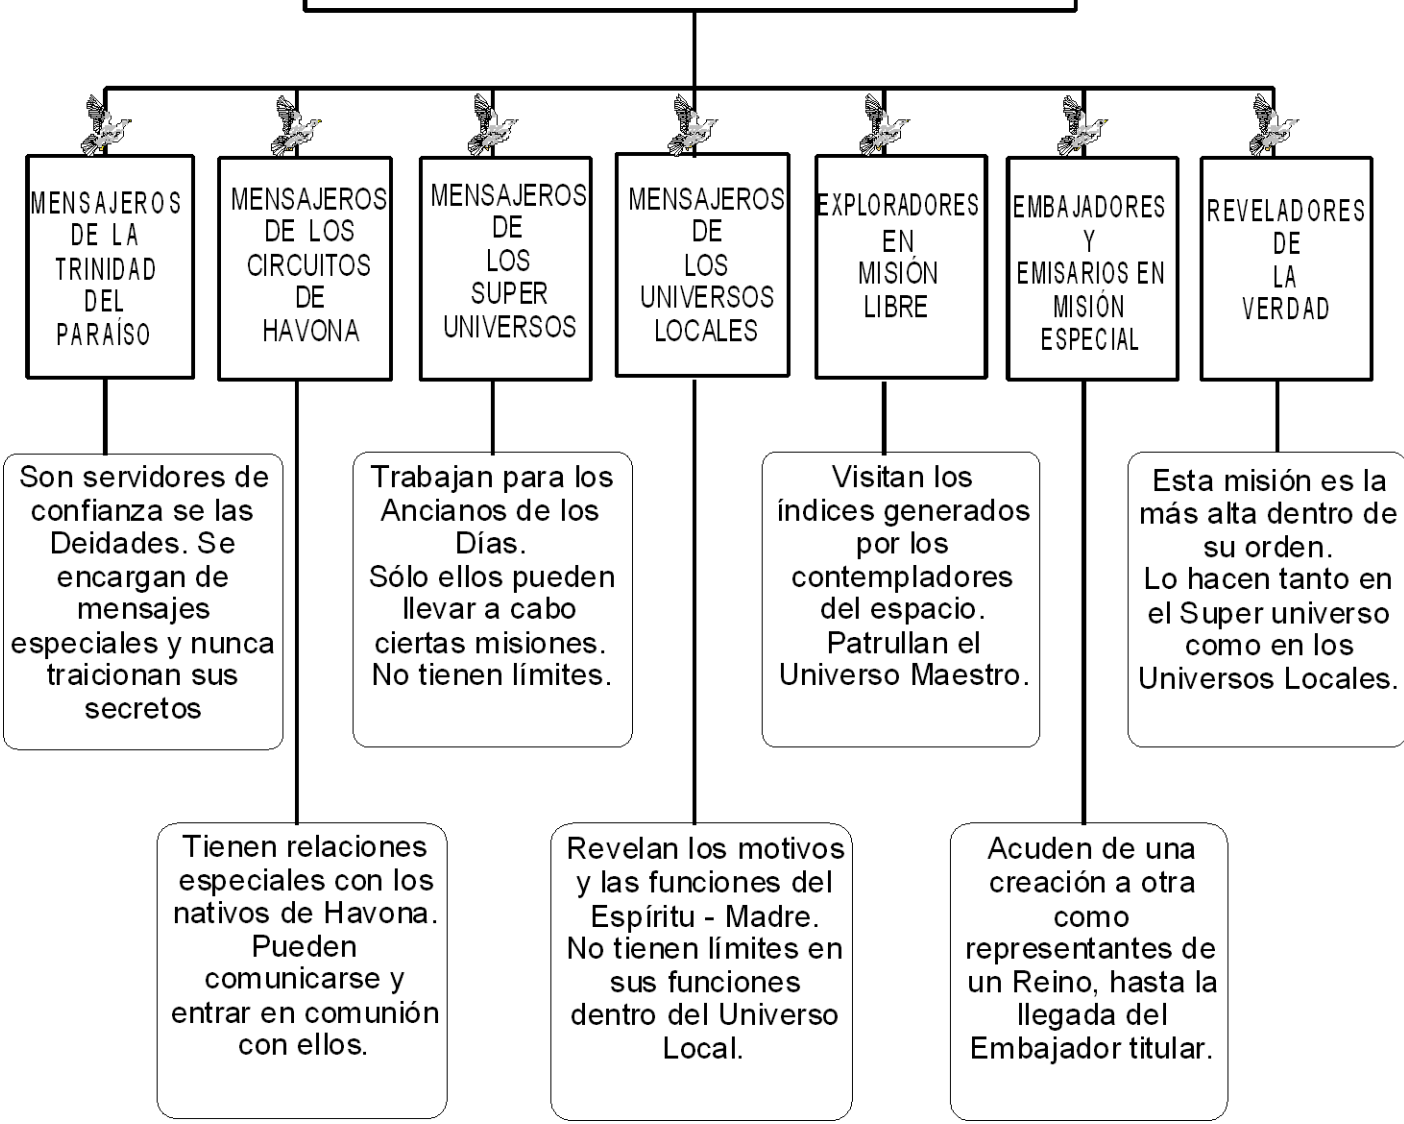 MENSAJEROS
DE LA
TRINIDAD
DEL
PARAÍSO
MENSAJEROS
DE LOS
CIRCUITOS
DE
HAVONA
MENSAJEROS
DE
LOS
SUPER
UNIVERSOS
MENSAJEROS
DE
LOS
UNIVERSOS
LOCALES
EXPLORADORES
EN
MISIÓN
LIBRE
EMBAJADORES
Y
EMISARIOS EN
MISIÓN
ESPECIAL
REVELADORES
DE
LA
VERDAD
Son servidores de
confianza se las
Deidades. Se
encargan de
mensajes
especiales y nunca
traicionan sus
secretos
Trabajan para los
Ancianos de los
Días.
Sólo ellos pueden
llevar a cabo
ciertas misiones.
No tienen límites.
Visitan los
índices generados
por los
contempladores
del espacio.
Patrullan el
Universo Maestro.
Esta misión es la
más alta dentro de
su orden.
Lo hacen tanto en
el Super universo
como en los
Universos Locales.
Tienen relaciones
especiales con los
nativos de Havona.
Pueden
comunicarse y
entrar en comunión
con ellos.
Revelan los motivos
y las funciones del
Espíritu - Madre.
No tienen límites en
sus funciones
dentro del Universo
Local.
Acuden de una
creación a otra
como
representantes de
un Reino, hasta la
llegada del
Embajador titular.